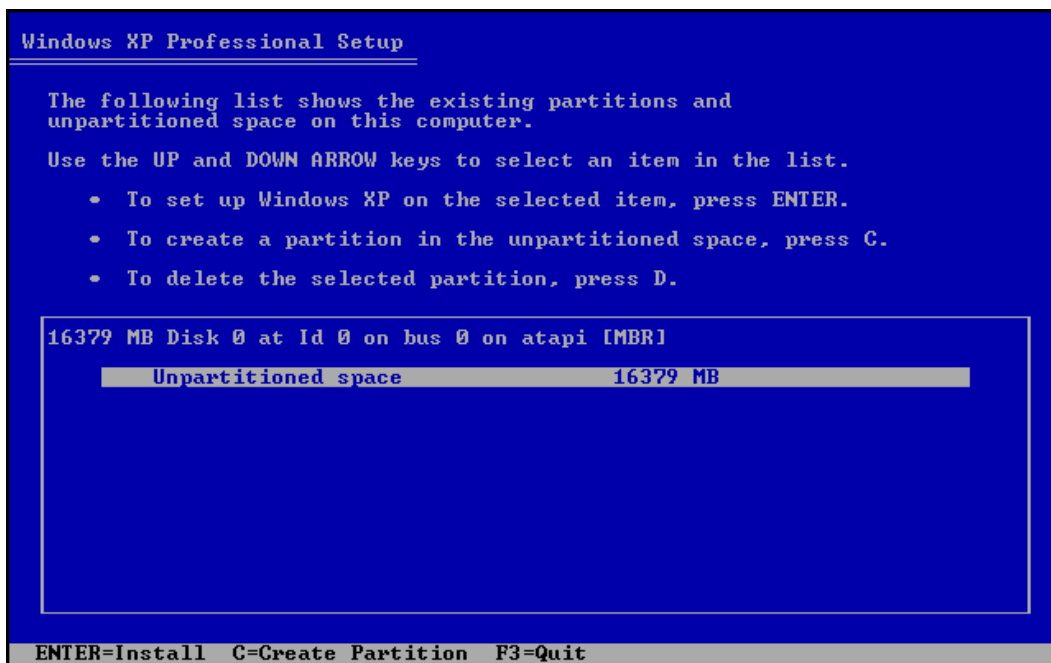 Windows XP Professional Setup
The following list shows the existing partitions and
unpartitioned space on this computer.
Use the UP and DOWN ARROW keys to select an item in the list.
• To set up Windows XP on the selected item, press ENTER.
• To create a partition in the unpartitioned space, press C.
• To delete the selected partition, press D.
16379 MB Disk 0 at Id 0 on bus 0 on atapi [MBR]
Unpartitioned space 16379 MB
ENTER=Install C=Create Partition F3=Quit